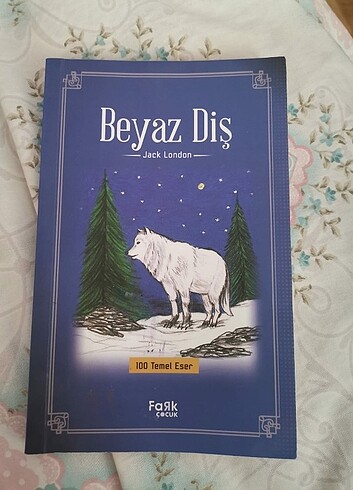 Beyaz Diş
Jack London
100 Temel Eser
FaRk
ÇOCUK